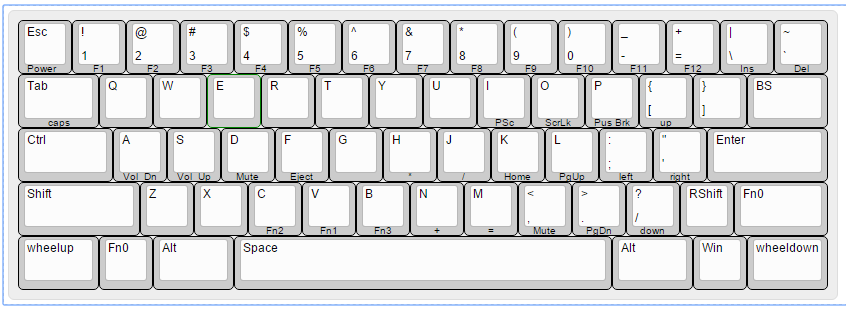 Esc ! @ # $ % ^ & * ( ) _ + | ~
1 2 3 4 5 6 7 8 9 0 - = \ `
Power F1 F2 F3 F4 F5 F6 F7 F8 F9 F10 F11 F12 Ins Del
Tab Q W E R T Y U I O P { } BS
[ ]
caps PSc ScrLk Pus Brk up
Ctrl A S D F G H J K L : " Enter
; '
Vol_Dn Vol_Up Mute Eject * / Home PgUp left right
Shift Z X C V B N M < > ? RShift Fn0
, . /
Fn2 Fn1 Fn3 + = Mute PgDn down
wheelup Fn0 Alt Space Alt Win wheeldown